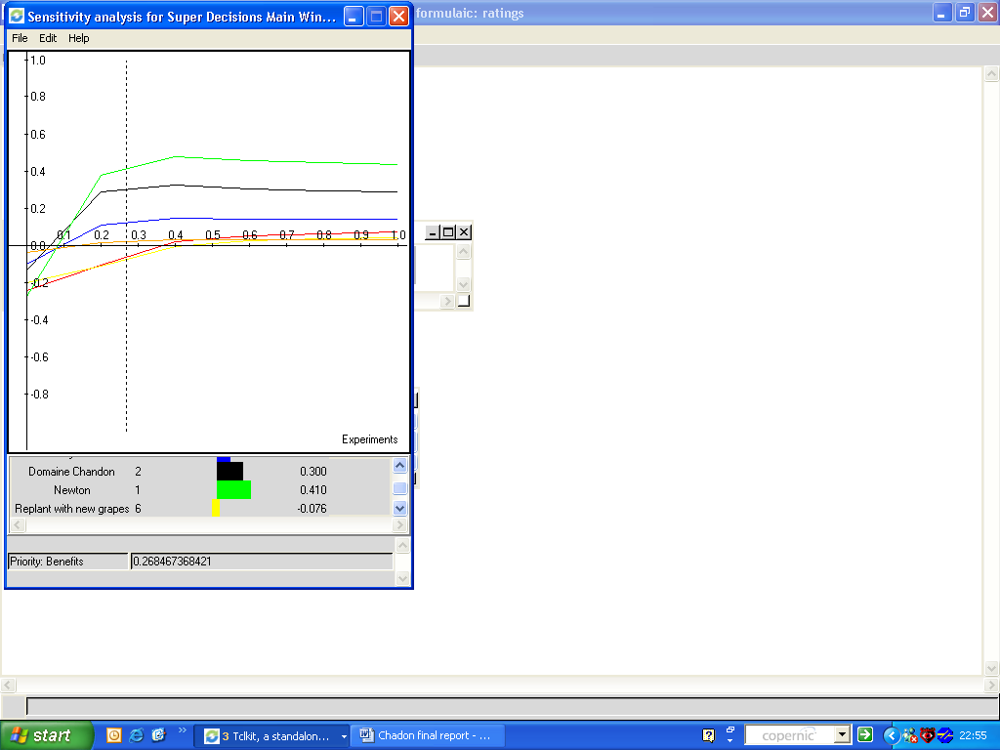 Sensitivity analysis for Super Decisions Main Win...
formulaic: ratings
File Edit Help
1.0
0.8
0.6
0.4
0.2
0.1 0.2 0.3 0.4 0.5 0.6 0.7 0.8 0.9 1.0
0.0
-0.2
-0.4
-0.6
-0.8
Experiments
Domaine Chandon 2 0.300
Newton 1 0.410
Replant with new grapes 6 -0.076
Priority: Benefits 0.268467368421
start
3 Tclkit, a standalon...
Chadon final report - ...
copernic
22:55